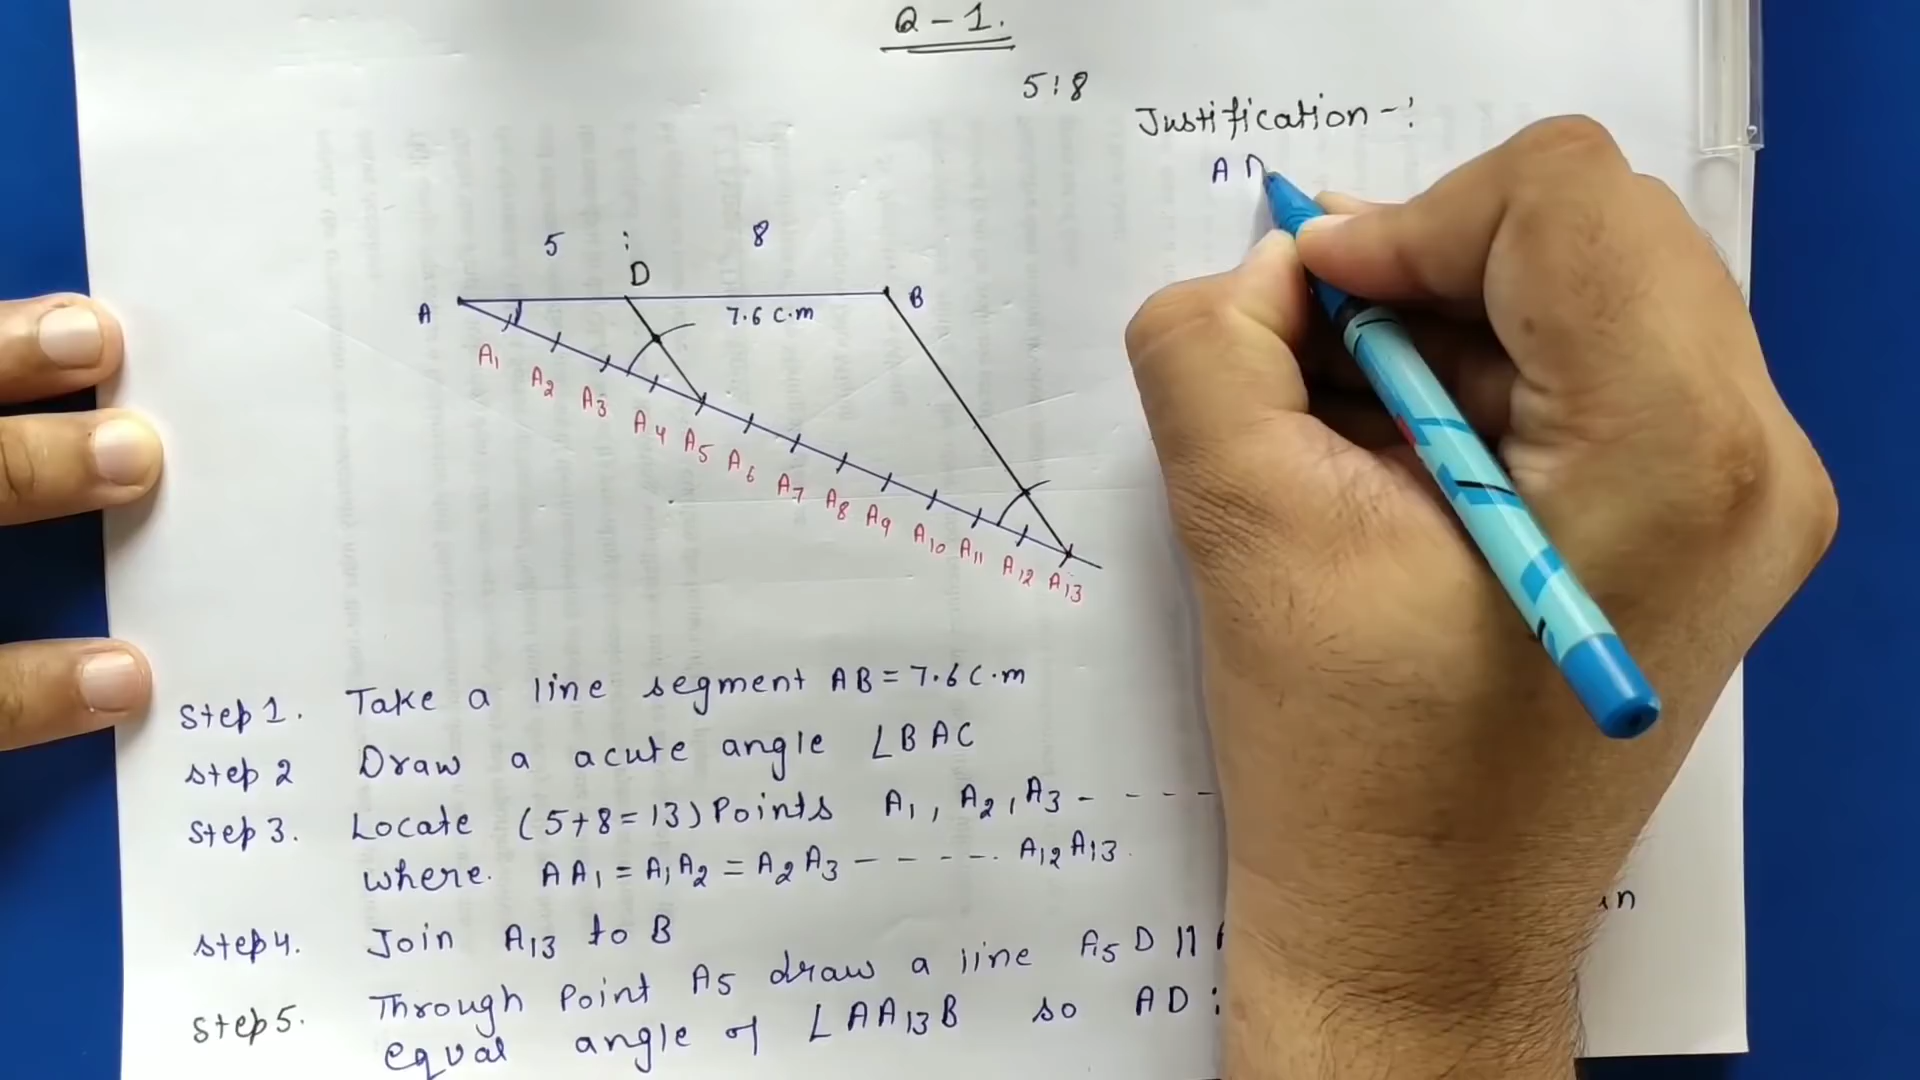 Q-1.
5:8
Justification-:
A D
5 : 8
D
A B
7.6 C.m
A1 A2 A3 A4 A5 A6 A7 A8 A9 A10 A11 A12 A13
Step 1. Take a line segment AB = 7.6 C.m
Step 2 Draw a acute angle ∠BAC
Step 3. Locate (5+8=13) Points A1, A2, A3 - - - -
where. AA1 = A1A2 = A2A3 - - - - -. A12A13.
Step 4. Join A13 to B
Step 5. Through Point A5 draw a line A5D ||
equal angle of ∠AA13B so AD :